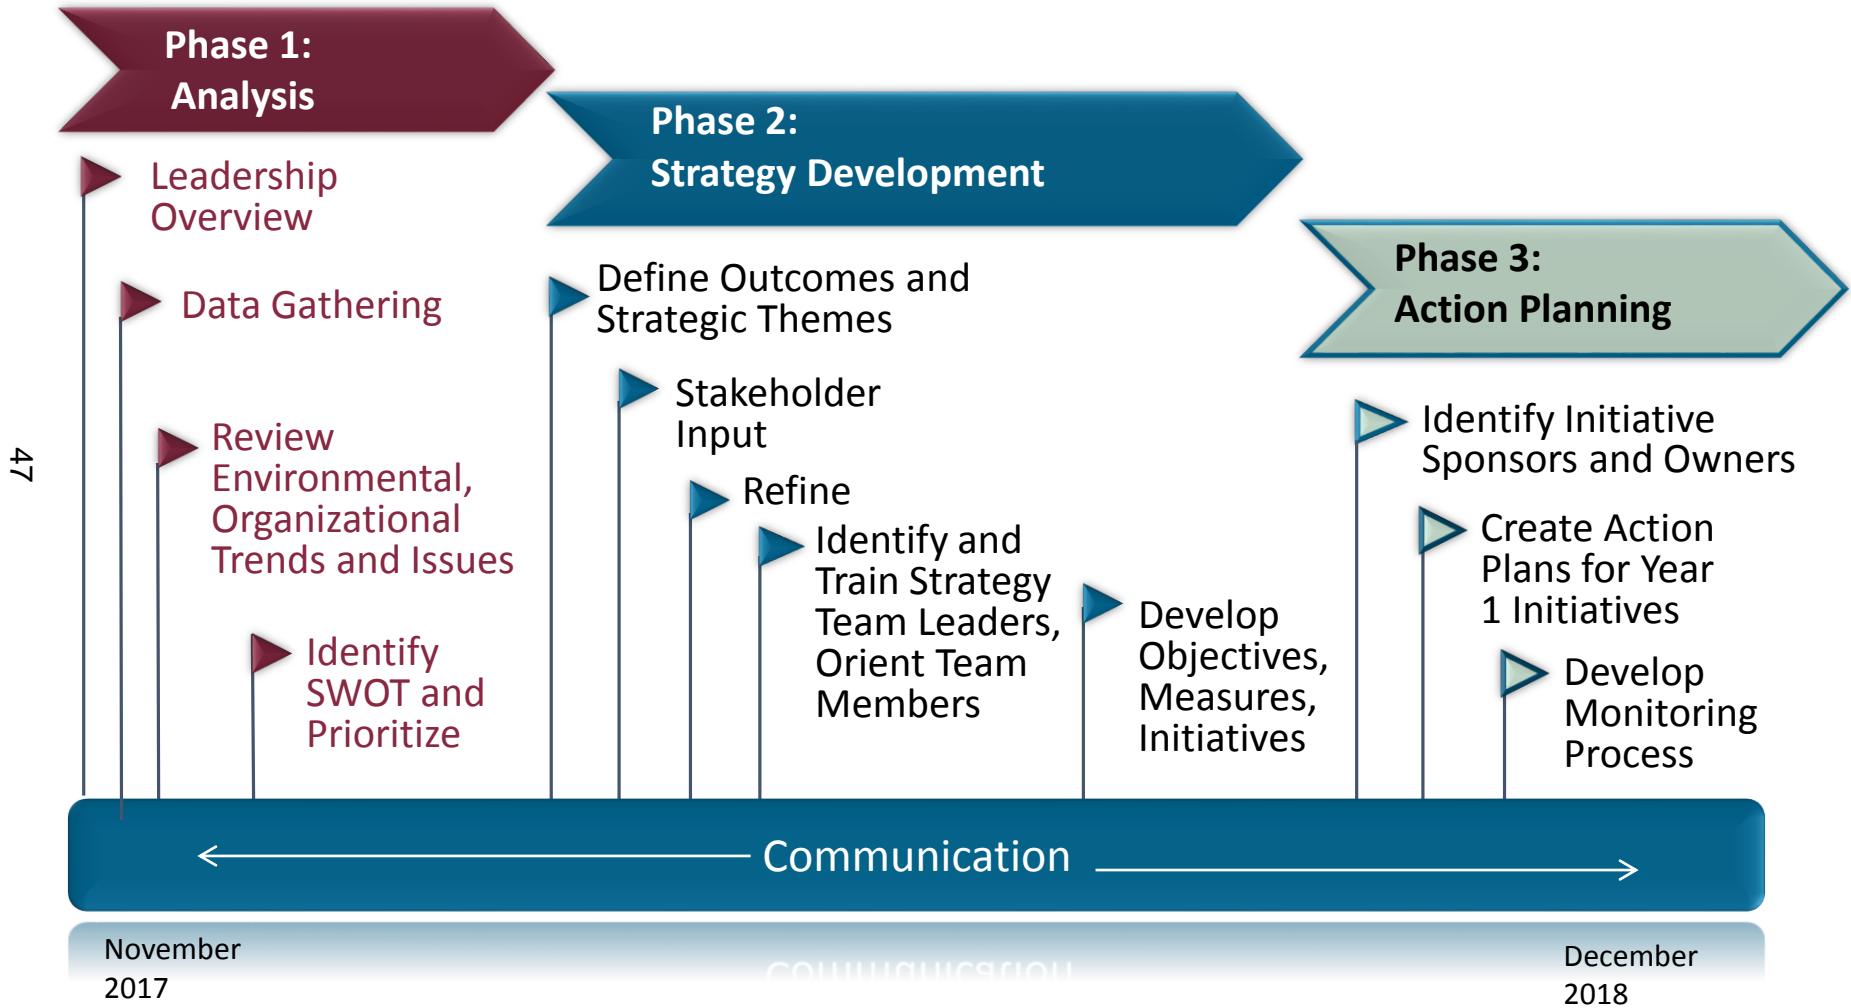 Phase 1:
Analysis
Leadership
Overview
Data Gathering
Review
Environmental,
Organizational
Trends and Issues
Identify
SWOT and
Prioritize
Phase 2:
Strategy Development
Define Outcomes and
Strategic Themes
Stakeholder
Input
Refine
Identify and
Train Strategy
Team Leaders,
Orient Team
Members
Develop
Objectives,
Measures,
Initiatives
Phase 3:
Action Planning
Identify Initiative
Sponsors and Owners
Create Action
Plans for Year
1 Initiatives
Develop
Monitoring
Process
Communication
November
2017
December
2018
47